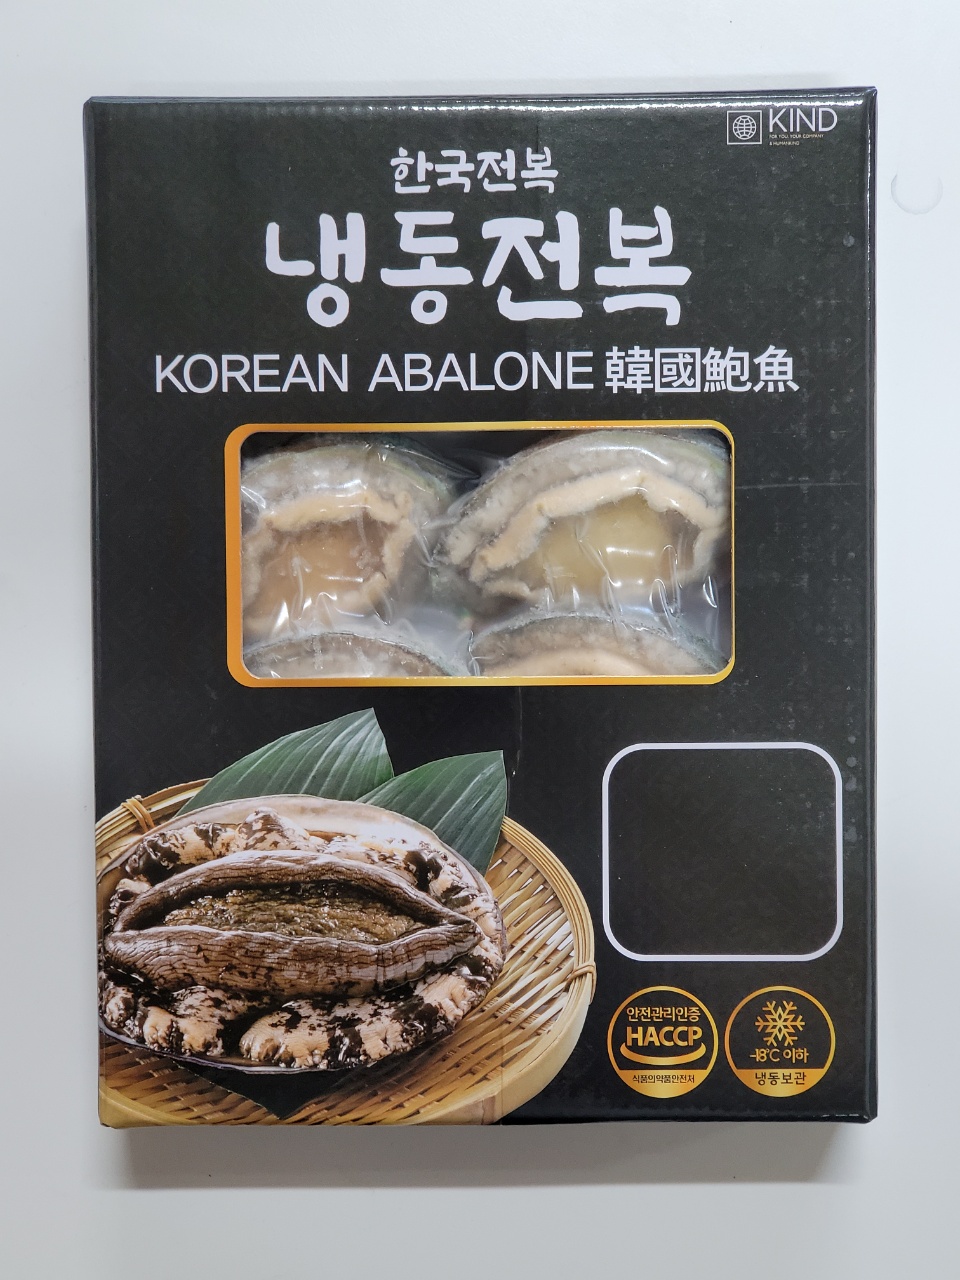 KIND
FOR YOU, YOUR COMPANY
& HUMANKIND
한국전복
냉동전복
KOREAN ABALONE 韓國鮑魚
안전관리인증
HACCP
식품의약품안전처
-18℃ 이하
냉동보관